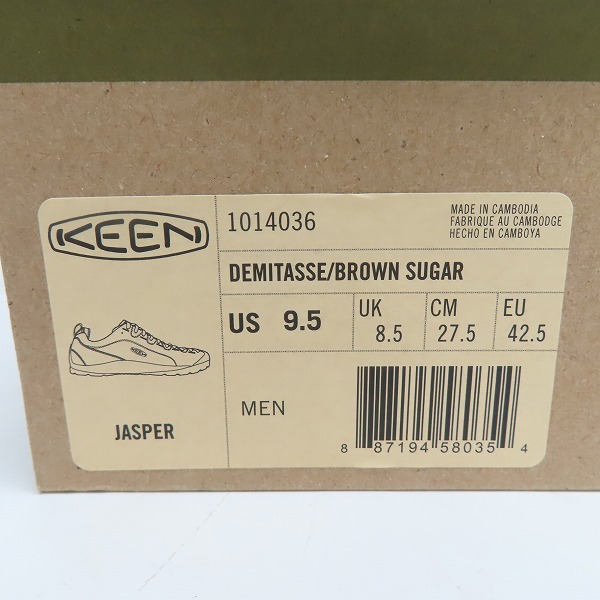 KEEN
1014036
MADE IN CAMBODIA
FABRIQUE AU CAMBODGE
HECHO EN CAMBOYA
DEMITASSE/BROWN SUGAR
US 9.5
UK 8.5
CM 27.5
EU 42.5
KEEN
JASPER
MEN
8 87194 58035 4